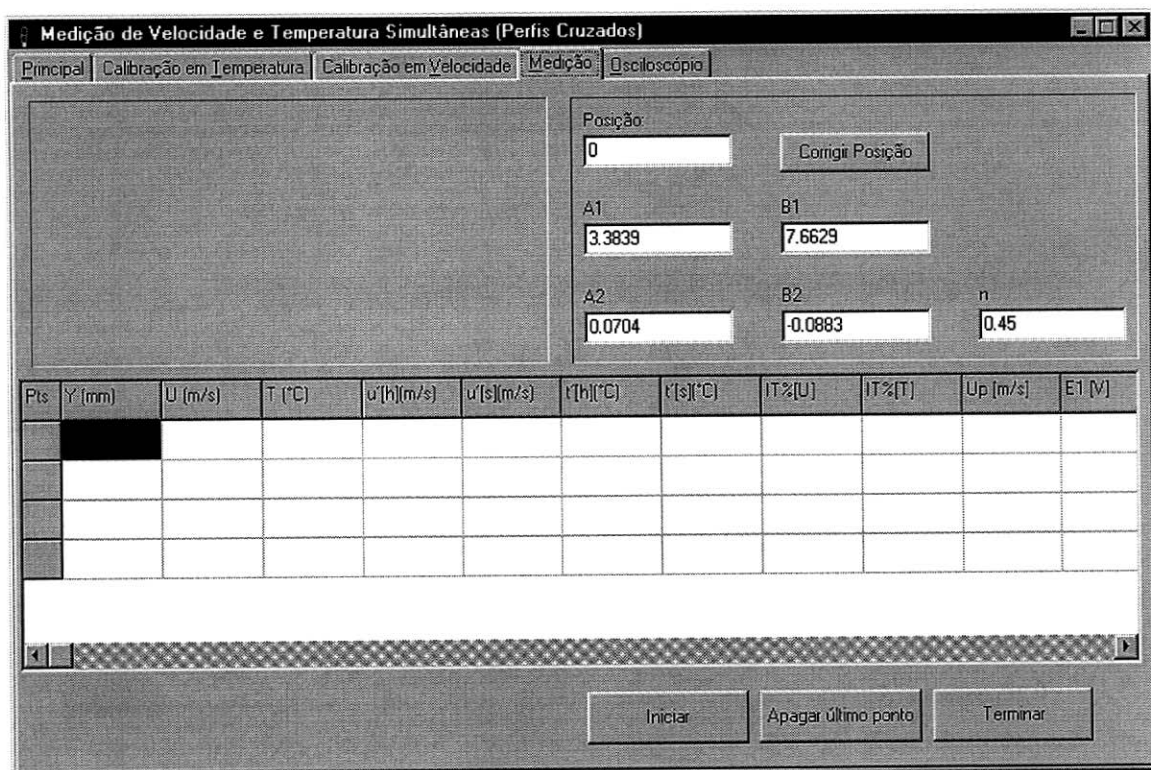 Medição de Velocidade e Temperatura Simultâneas (Perfis Cruzados)
Principal Calibração em Temperatura Calibração em Velocidade Medição Osciloscópio
Posição:
0 Corrigir Posição
A1 B1
3.3839 7.6629
A2 B2 n
0.0704 -0.0883 0.45
Pts Y (mm) U (m/s) T (°C) u'[h](m/s) u'[s](m/s) t'[h](°C) t'[s](°C) IT%[U] IT%[T] Up [m/s] E1 [V]
Iniciar Apagar último ponto Terminar